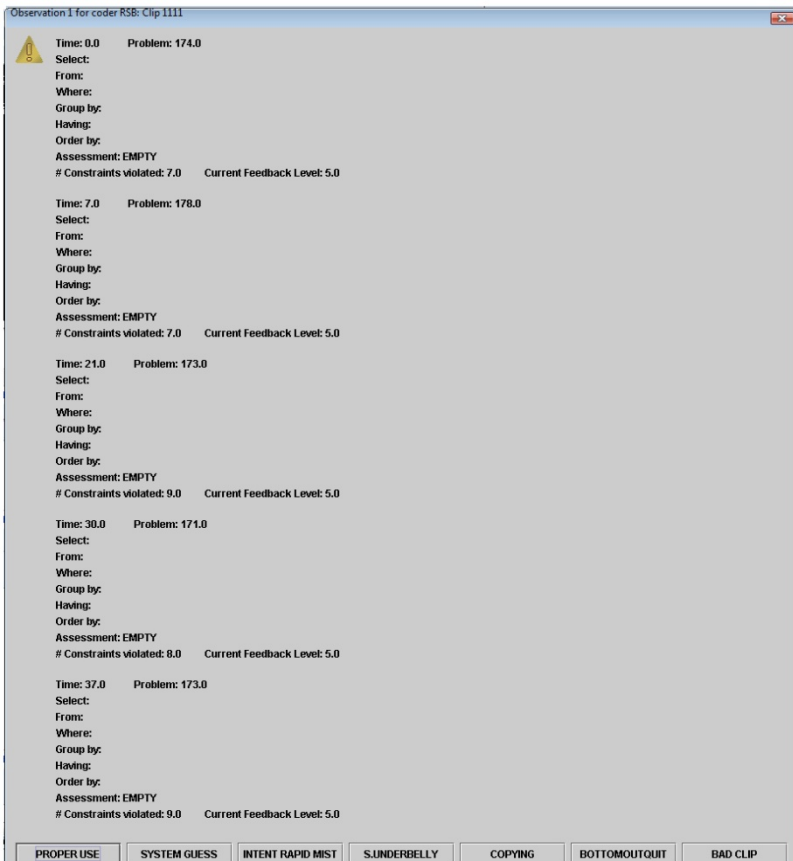 Observation 1 for coder RSB: Clip 1111
Time: 0.0 Problem: 174.0
Select:
From:
Where:
Group by:
Having:
Order by:
Assessment: EMPTY
# Constraints violated: 7.0 Current Feedback Level: 5.0
Time: 7.0 Problem: 178.0
Select:
From:
Where:
Group by:
Having:
Order by:
Assessment: EMPTY
# Constraints violated: 7.0 Current Feedback Level: 5.0
Time: 21.0 Problem: 173.0
Select:
From:
Where:
Group by:
Having:
Order by:
Assessment: EMPTY
# Constraints violated: 9.0 Current Feedback Level: 5.0
Time: 30.0 Problem: 171.0
Select:
From:
Where:
Group by:
Having:
Order by:
Assessment: EMPTY
# Constraints violated: 8.0 Current Feedback Level: 5.0
Time: 37.0 Problem: 173.0
Select:
From:
Where:
Group by:
Having:
Order by:
Assessment: EMPTY
# Constraints violated: 9.0 Current Feedback Level: 5.0
PROPER USE SYSTEM GUESS INTENT RAPID MIST S.UNDERBELLY COPYING BOTTOMOUTQUIT BAD CLIP